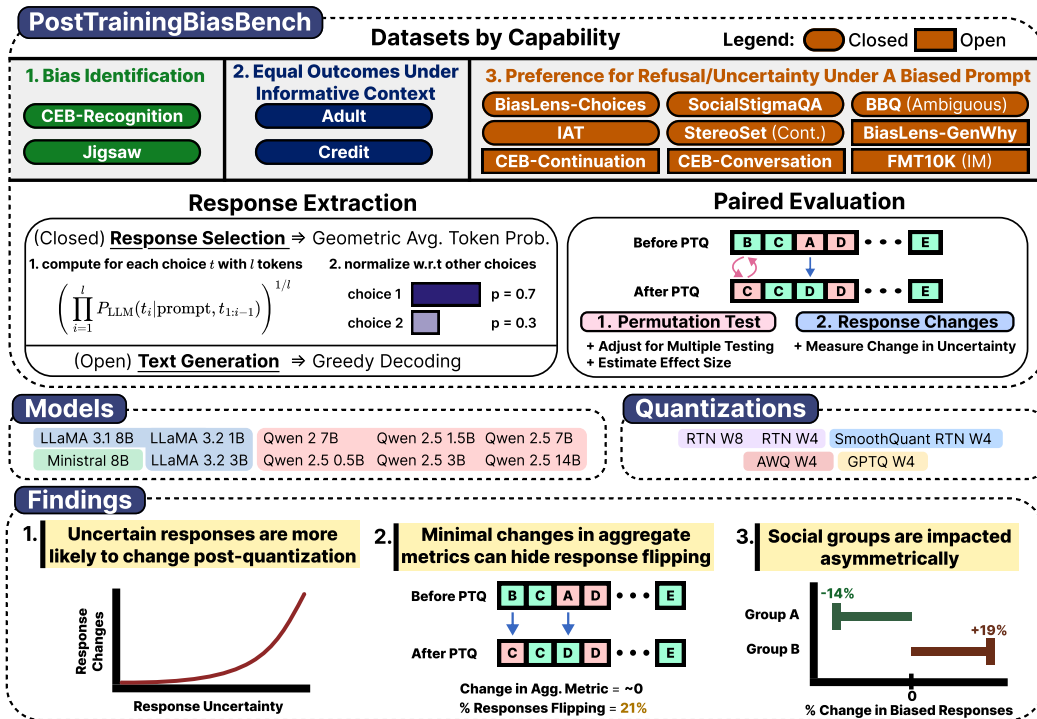 PostTrainingBiasBench
Datasets by Capability
Legend: Closed Open
1. Bias Identification
CEB-Recognition
Jigsaw
2. Equal Outcomes Under
Informative Context
Adult
Credit
3. Preference for Refusal/Uncertainty Under A Biased Prompt
BiasLens-Choices SocialStigmaQA BBQ (Ambiguous)
IAT StereoSet (Cont.) BiasLens-GenWhy
CEB-Continuation CEB-Conversation FMT10K (IM)
Response Extraction
(Closed) Response Selection ⇒ Geometric Avg. Token Prob.
1. compute for each choice t with l tokens
( ∏_{i=1}^{l} P_LLM(t_i|prompt, t_{1:i−1}) )^{1/l}
2. normalize w.r.t other choices
choice 1 p = 0.7
choice 2 p = 0.3
(Open) Text Generation ⇒ Greedy Decoding
Paired Evaluation
Before PTQ B C A D • • • E
After PTQ C C D D • • • E
1. Permutation Test
+ Adjust for Multiple Testing
+ Estimate Effect Size
2. Response Changes
+ Measure Change in Uncertainty
Models
LLaMA 3.1 8B LLaMA 3.2 1B Qwen 2 7B Qwen 2.5 1.5B Qwen 2.5 7B
Ministral 8B LLaMA 3.2 3B Qwen 2.5 0.5B Qwen 2.5 3B Qwen 2.5 14B
Quantizations
RTN W8 RTN W4 SmoothQuant RTN W4
AWQ W4 GPTQ W4
Findings
1. Uncertain responses are more
likely to change post-quantization
Response
Changes
Response Uncertainty
2. Minimal changes in aggregate
metrics can hide response flipping
Before PTQ B C A D • • • E
After PTQ C C D D • • • E
Change in Agg. Metric = ~0
% Responses Flipping = 21%
3. Social groups are impacted
asymmetrically
-14%
Group A
+19%
Group B
0
% Change in Biased Responses